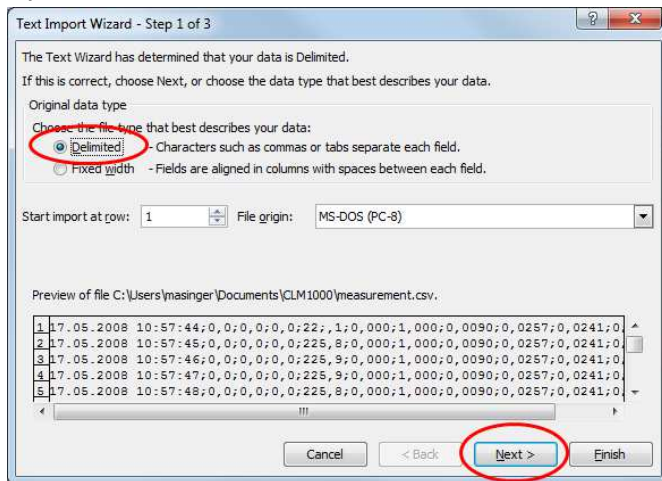 Text Import Wizard - Step 1 of 3
The Text Wizard has determined that your data is Delimited.
If this is correct, choose Next, or choose the data type that best describes your data.
Original data type
Choose the file type that best describes your data:
Delimited - Characters such as commas or tabs separate each field.
Fixed width - Fields are aligned in columns with spaces between each field.
Start import at row: 1 File origin: MS-DOS (PC-8)
Preview of file C:\Users\masinger\Documents\CLM1000\measurement.csv.
1 17.05.2008 10:57:44;0,0;0,0;0,0;22;,1;0,000;1,000;0,0090;0,0257;0,0241;0,
2 17.05.2008 10:57:45;0,0;0,0;0,0;225,8;0,000;1,000;0,0090;0,0257;0,0241;0,
3 17.05.2008 10:57:46;0,0;0,0;0,0;225,9;0,000;1,000;0,0090;0,0257;0,0241;0,
4 17.05.2008 10:57:47;0,0;0,0;0,0;225,9;0,000;1,000;0,0090;0,0257;0,0241;0,
5 17.05.2008 10:57:48;0,0;0,0;0,0;225,8;0,000;1,000;0,0090;0,0257;0,0241;0,
Cancel < Back Next > Finish